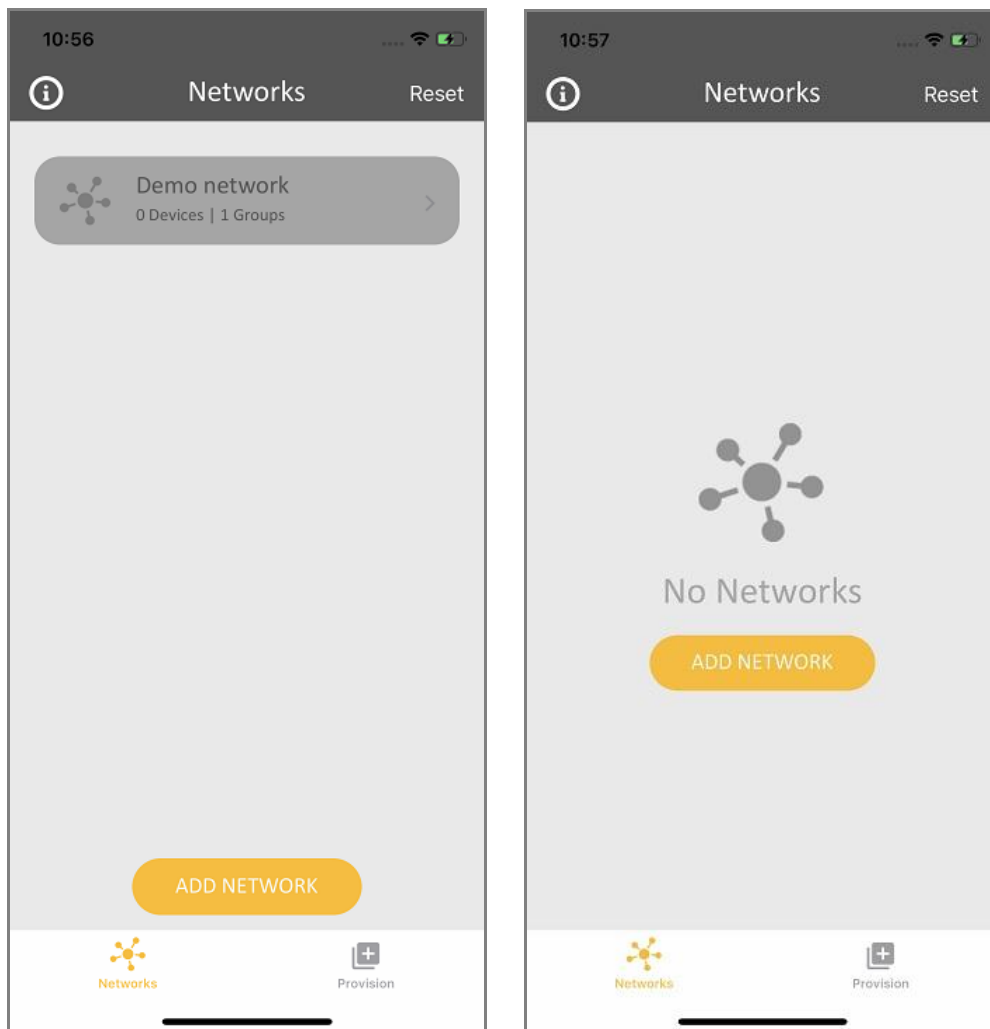 10:56
Networks
Reset
Demo network
0 Devices | 1 Groups
ADD NETWORK
Networks
Provision
10:57
Networks
Reset
No Networks
ADD NETWORK
Networks
Provision